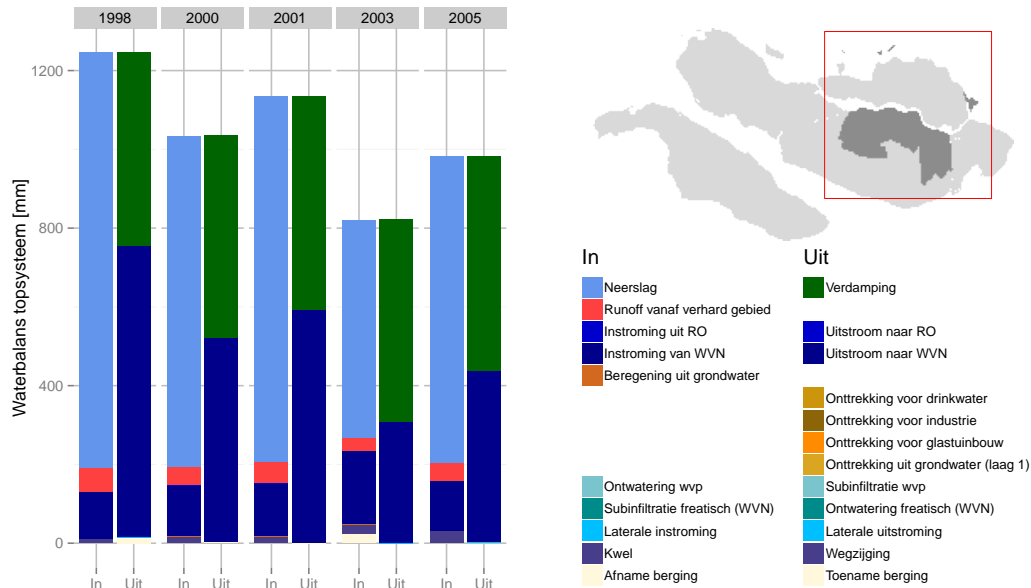 1998 2000 2001 2003 2005
Waterbalans topsysteem [mm]
1200
800
400
0
In Uit In Uit In Uit In Uit In Uit
In
Neerslag
Runoff vanaf verhard gebied
Instroming uit RO
Instroming van WVN
Beregening uit grondwater
Ontwatering wvp
Subinfiltratie freatisch (WVN)
Laterale instroming
Kwel
Afname berging
Uit
Verdamping
Uitstroom naar RO
Uitstroom naar WVN
Onttrekking voor drinkwater
Onttrekking voor industrie
Onttrekking voor glastuinbouw
Onttrekking uit grondwater (laag 1)
Subinfiltratie wvp
Ontwatering freatisch (WVN)
Laterale uitstroming
Wegzijging
Toename berging